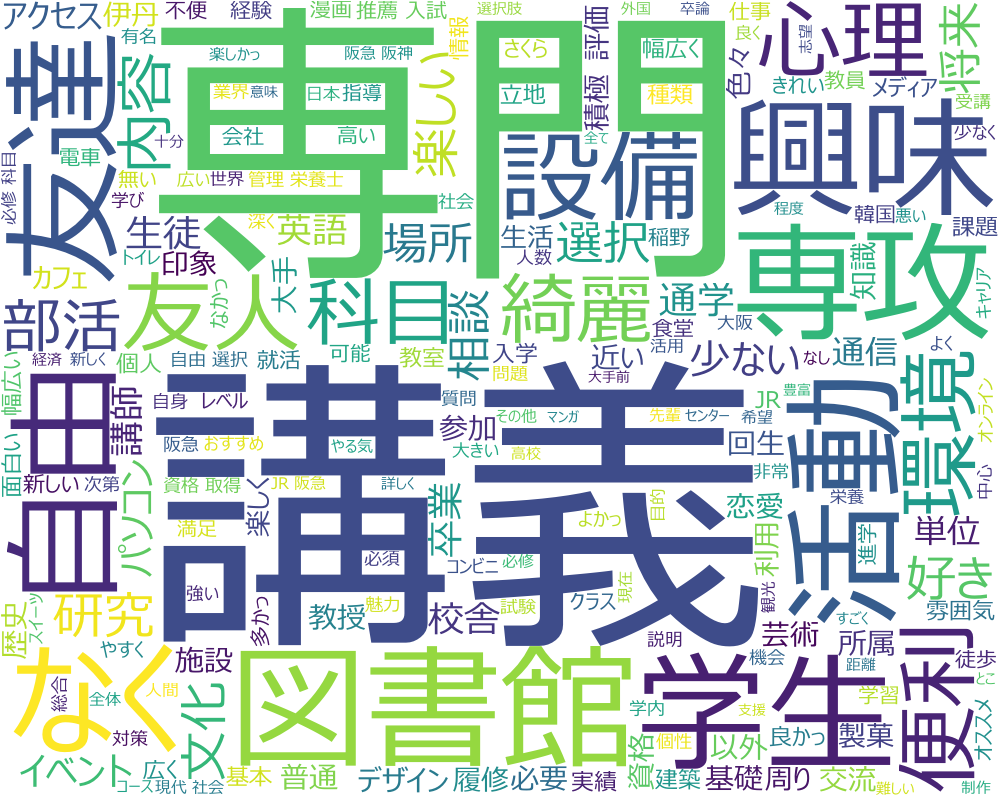 アクセス
伊丹
不便
経験
漫画
推薦
入試
選択肢
外国
卒論
仕事
有名
楽しかっ
阪急 阪神
情報
さくら
評価
幅広く
良く
志望
心理
将来
友達
内容
業界
意味
日本
指導
専門
楽しい
立地
積極
種類
色々
きれい
教員
メディア
受講
会社
高い
電車
十分
設備
全て
興味
少なく
必修 科目
無い
広い
世界
管理 栄養士
社会
学び
深く
生徒
英語
場所
生活
選択
稲野
程度
韓国
悪い
課題
トイレ
印象
人数
専攻
カフェ
大手
友人
なかっ
科目
相談
綺麗
通学
知識
キャリア
部活
教室
食堂
大阪
可能
入学
近い
活用
少ない
なし
通信
よく
経済
新しく
個人
自由 選択
就活
問題
大手前
環境
幅広い
自由
講師
自身
レベル
質問
その他
マンガ
先輩
センター
希望
豊富
JR
オンライン
面白い
阪急
おすすめ
やる気
参加
大きい
高校
回生
活動
非常
中心
新しい
次第
資格 取得
JR 阪急
詳しく
講義
パソコン
満足
楽しく
卒業
コンビニ
必須
必修
よかっ
目的
恋愛
利用
栄養
進学
単位
好き
強い
魅力
試験
クラス
現在
観光
歴史
スイーツ
研究
多かっ
教授
校舎
説明
芸術
すごく
所属
雰囲気
やすく
なく
施設
図書館
学生
機会
距離
便利
徒歩
とこ
総合
全体
人間
文化
学内
支援
学習
オススメ
対策
個性
資格
以外
良かっ
製菓
イベント
広く
基本
普通
デザイン
履修
必要
実績
建築
基礎
周り
交流
難しい
制作
コース
現代 社会